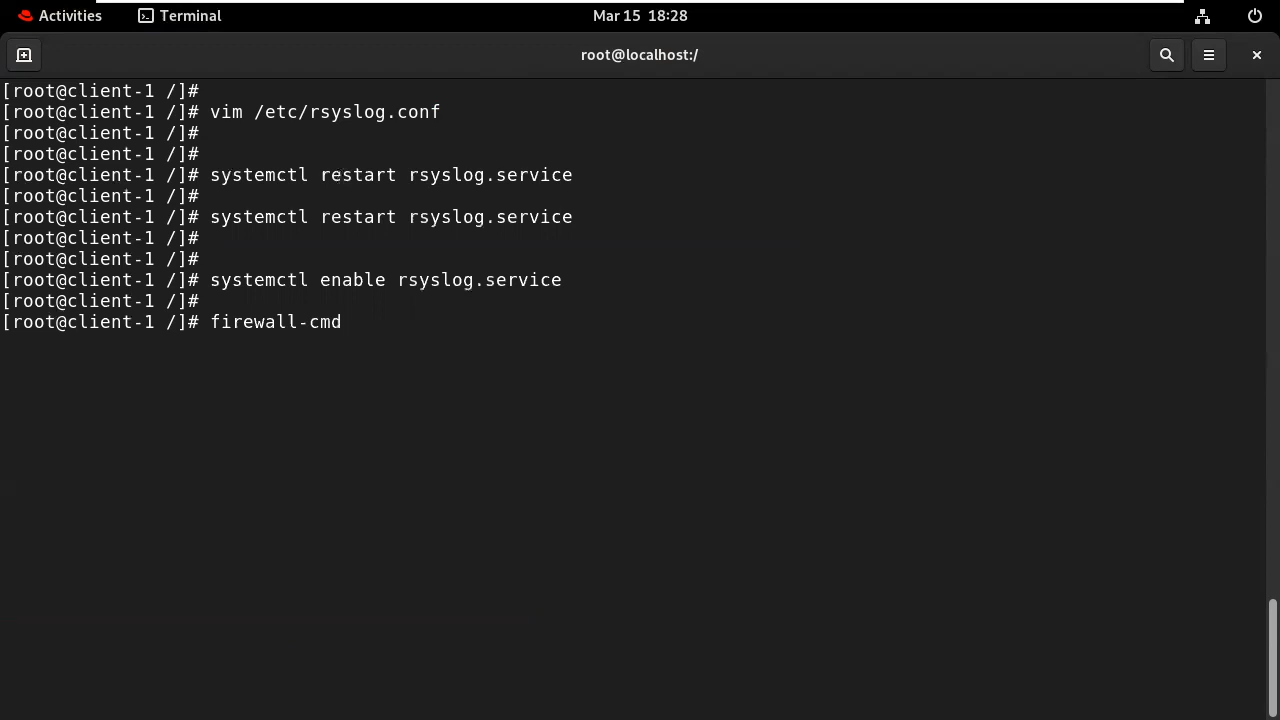 Activities Terminal Mar 15 18:28
root@localhost:/
[root@client-1 /]#
[root@client-1 /]# vim /etc/rsyslog.conf
[root@client-1 /]#
[root@client-1 /]#
[root@client-1 /]# systemctl restart rsyslog.service
[root@client-1 /]#
[root@client-1 /]# systemctl restart rsyslog.service
[root@client-1 /]#
[root@client-1 /]#
[root@client-1 /]# systemctl enable rsyslog.service
[root@client-1 /]#
[root@client-1 /]# firewall-cmd